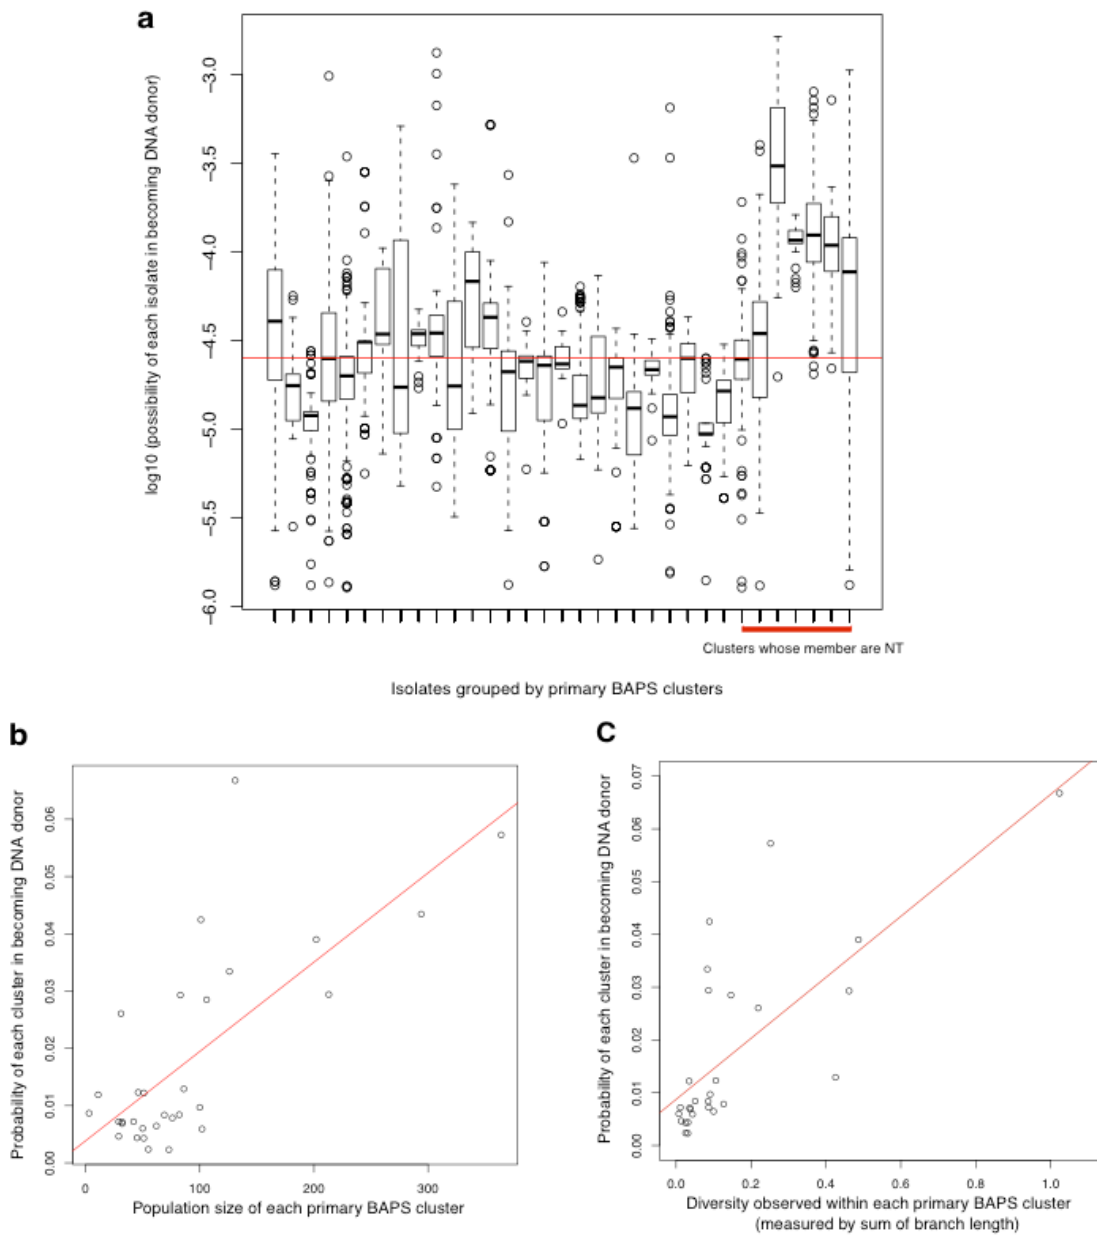 a
log10 (possibility of each isolate in becoming DNA donor)
-3.0
-3.5
-4.0
-4.5
-5.0
-5.5
-6.0
Clusters whose member are NT
Isolates grouped by primary BAPS clusters
b
Probability of each cluster in becoming DNA donor
0.06
0.05
0.04
0.03
0.02
0.01
0.00
0 100 200 300
Population size of each primary BAPS cluster
C
Probability of each cluster in becoming DNA donor
0.07
0.06
0.05
0.04
0.03
0.02
0.01
0.00
0.0 0.2 0.4 0.6 0.8 1.0
Diversity observed within each primary BAPS cluster
(measured by sum of branch length)